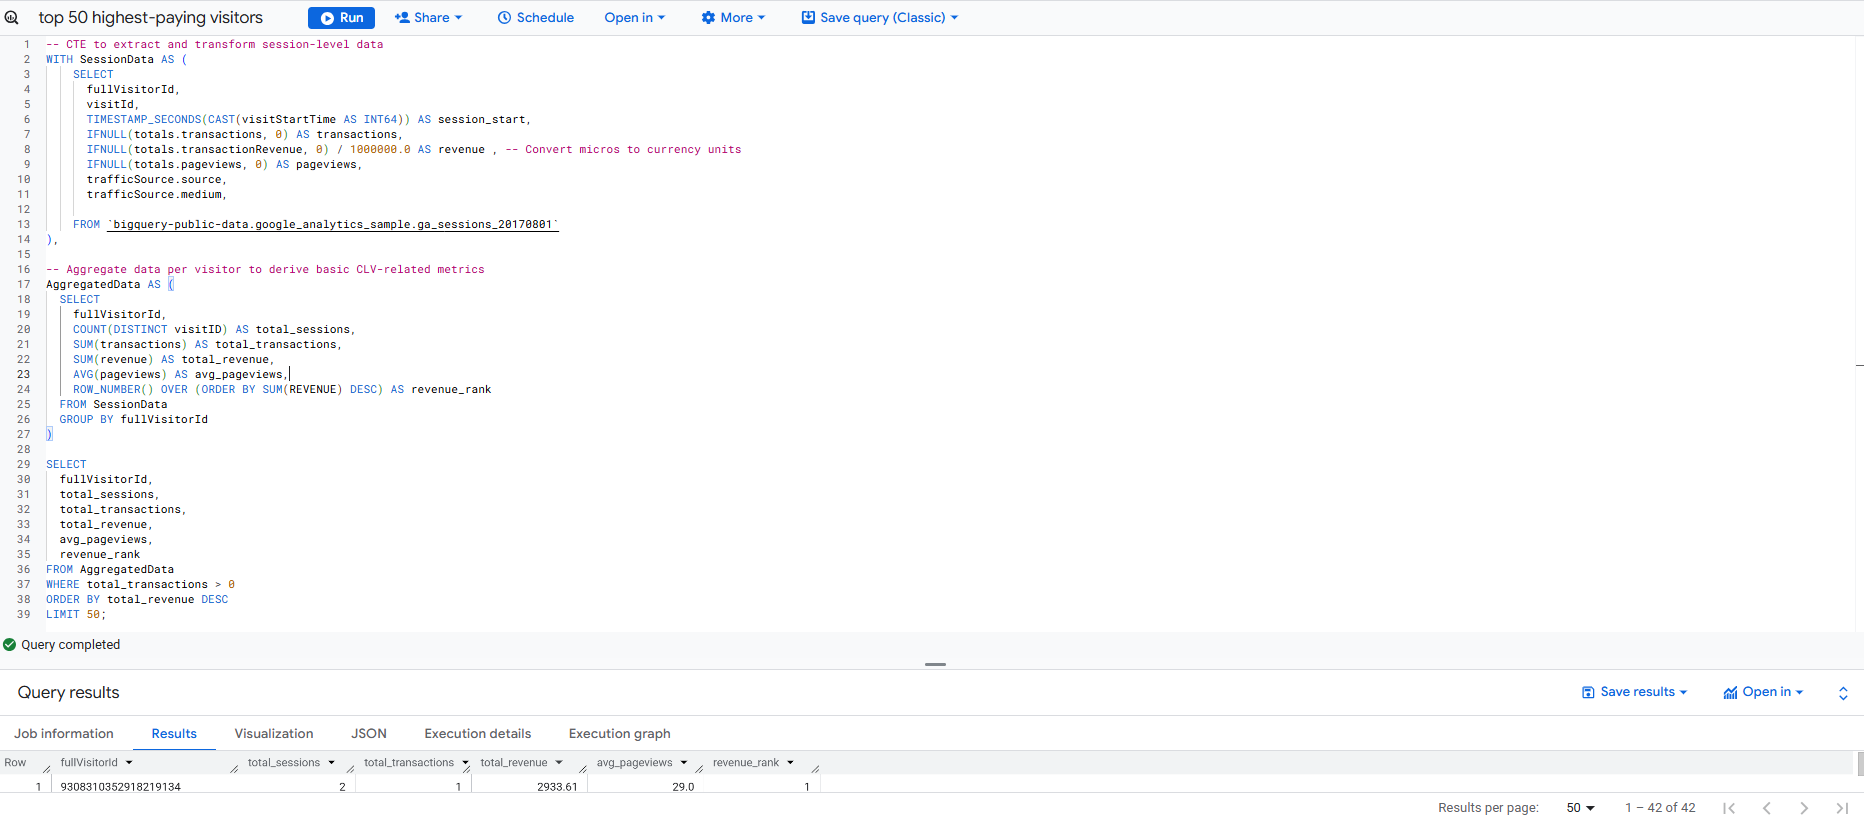 top 50 highest-paying visitors Run Share Schedule Open in More Save query (Classic)
1 -- CTE to extract and transform session-level data
2 WITH SessionData AS (
3 SELECT
4 fullVisitorId,
5 visitId,
6 TIMESTAMP_SECONDS(CAST(visitStartTime AS INT64)) AS session_start,
7 IFNULL(totals.transactions, 0) AS transactions,
8 IFNULL(totals.transactionRevenue, 0) / 1000000.0 AS revenue , -- Convert micros to currency units
9 IFNULL(totals.pageviews, 0) AS pageviews,
10 trafficSource.source,
11 trafficSource.medium,
12
13 FROM `bigquery-public-data.google_analytics_sample.ga_sessions_20170801`
14 ),
15
16 -- Aggregate data per visitor to derive basic CLV-related metrics
17 AggregatedData AS (
18 SELECT
19 fullVisitorId,
20 COUNT(DISTINCT visitID) AS total_sessions,
21 SUM(transactions) AS total_transactions,
22 SUM(revenue) AS total_revenue,
23 AVG(pageviews) AS avg_pageviews,
24 ROW_NUMBER() OVER (ORDER BY SUM(REVENUE) DESC) AS revenue_rank
25 FROM SessionData
26 GROUP BY fullVisitorId
27 )
28
29 SELECT
30 fullVisitorId,
31 total_sessions,
32 total_transactions,
33 total_revenue,
34 avg_pageviews,
35 revenue_rank
36 FROM AggregatedData
37 WHERE total_transactions > 0
38 ORDER BY total_revenue DESC
39 LIMIT 50;
Query completed
Query results Save results Open in
Job information Results Visualization JSON Execution details Execution graph
Row fullVisitorId total_sessions total_transactions total_revenue avg_pageviews revenue_rank
1 9308310352918219134 2 1 2933.61 29.0 1
Results per page: 50 1 – 42 of 42